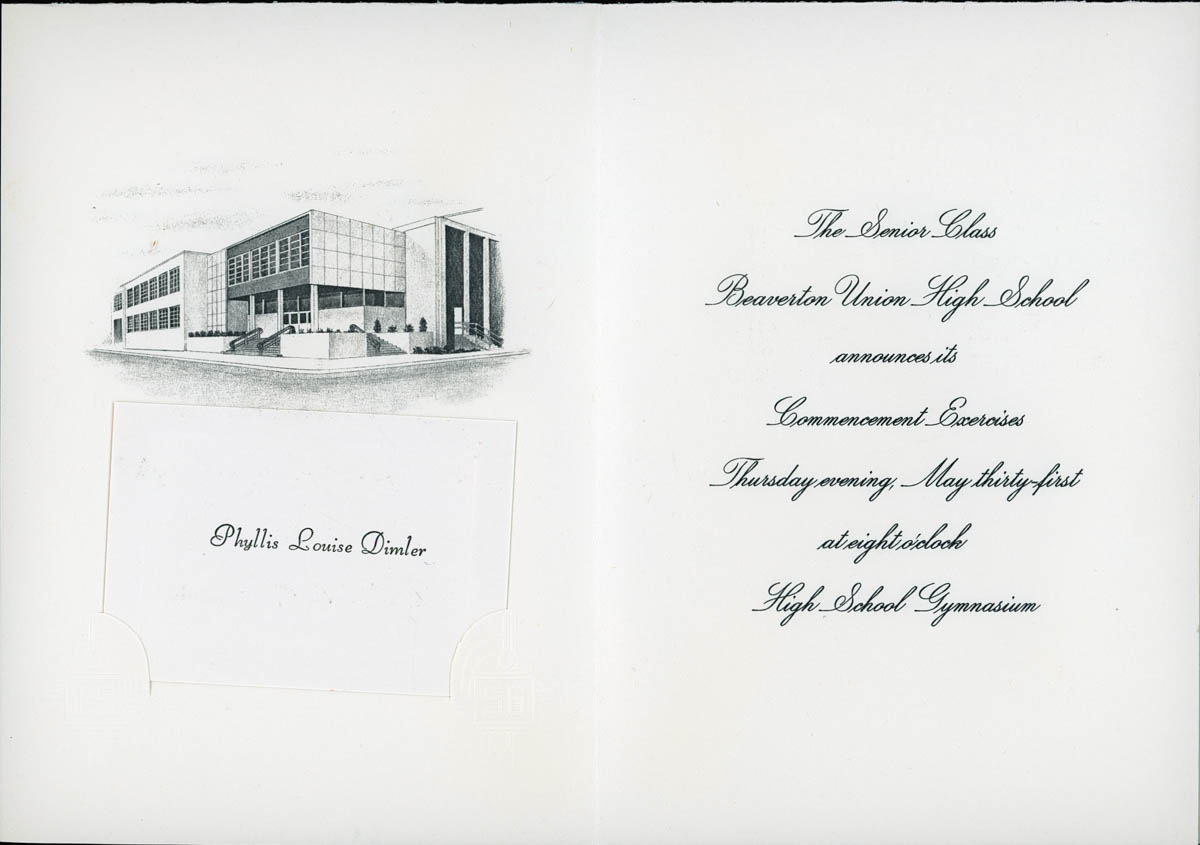 Phyllis Louise Dimler
The Senior Class
Beaverton Union High School
announces its
Commencement Exercises
Thursday evening, May thirty-first
at eight o'clock
High School Gymnasium